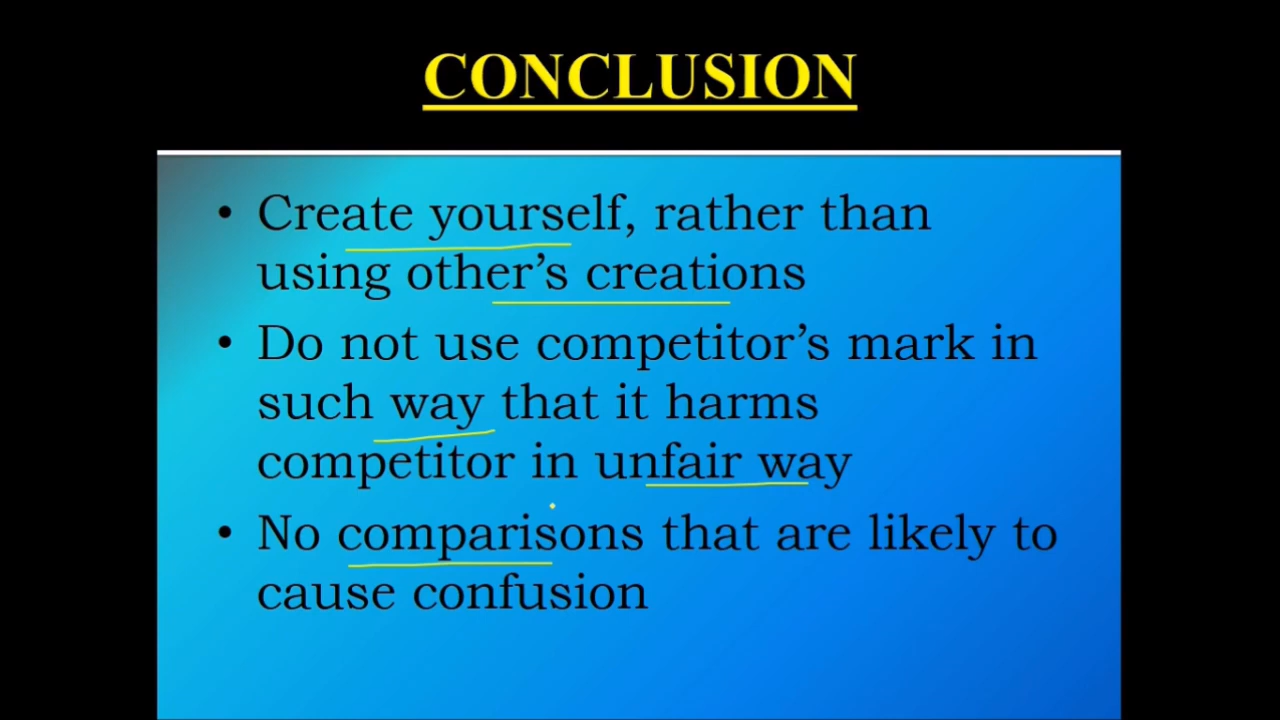 CONCLUSION
• Create yourself, rather than
using other’s creations
• Do not use competitor’s mark in
such way that it harms
competitor in unfair way
• No comparisons that are likely to
cause confusion